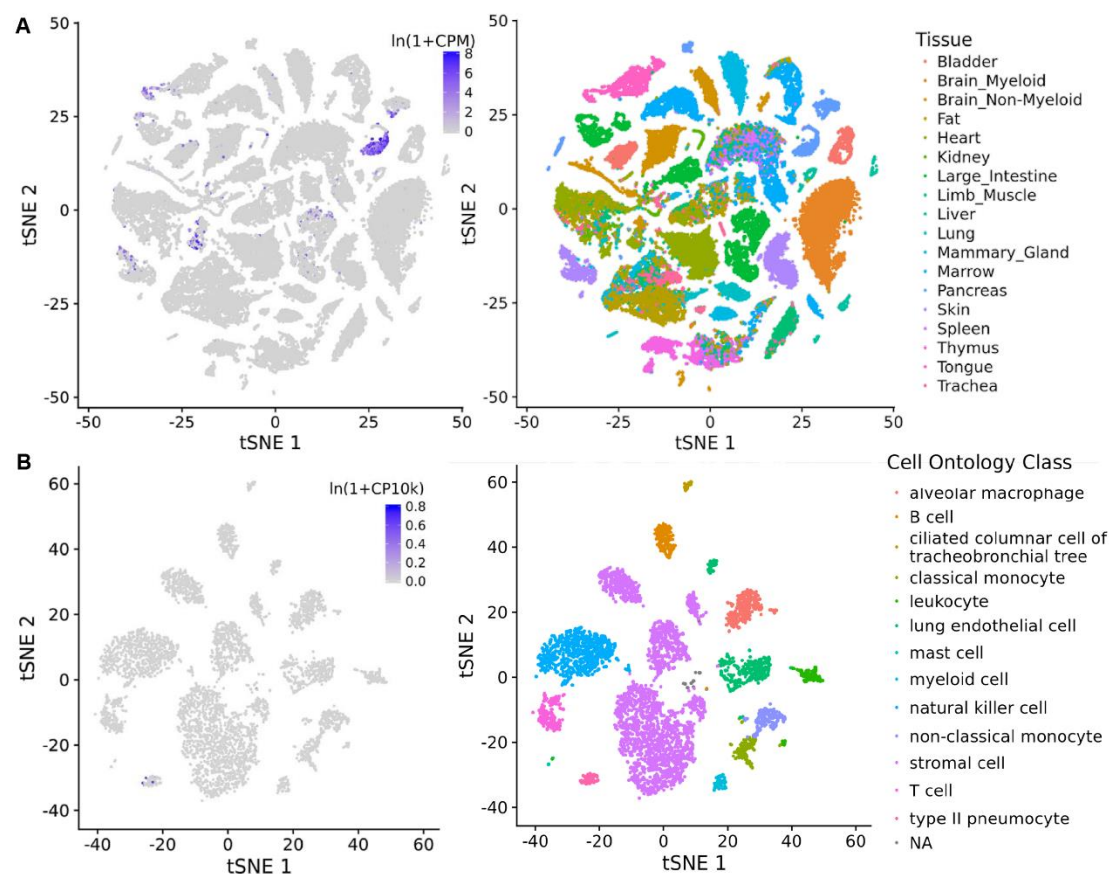 A
50
25
0
-25
-50
tSNE 2
-50
-25
0
25
50
tSNE 1
ln(1+CPM)
8
6
4
2
0
50
25
0
-25
-50
tSNE 2
-50
-25
0
25
50
tSNE 1
Tissue
Bladder
Brain_Myeloid
Brain_Non-Myeloid
Fat
Heart
Kidney
Large_Intestine
Limb_Muscle
Liver
Lung
Mammary_Gland
Marrow
Pancreas
Skin
Spleen
Thymus
Tongue
Trachea
B
60
40
20
0
-20
-40
tSNE 2
-40
-20
0
20
40
60
tSNE 1
ln(1+CP10k)
0.8
0.6
0.4
0.2
0.0
60
40
20
0
-20
-40
tSNE 2
-40
-20
0
20
40
60
tSNE 1
Cell Ontology Class
alveolar macrophage
B cell
ciliated columnar cell of
tracheobronchial tree
classical monocyte
leukocyte
lung endothelial cell
mast cell
myeloid cell
natural killer cell
non-classical monocyte
stromal cell
T cell
type II pneumocyte
NA